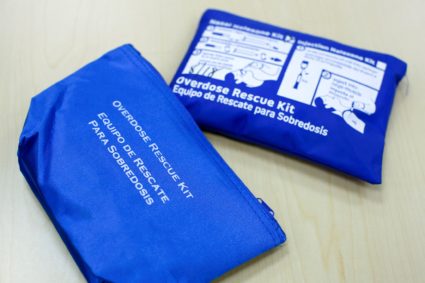 Overdose Rescue Kit
Equipo de Rescate
Para Sobredosis
Nasal Naloxone Kit
Injection Naloxone Kit
Overdose Rescue Kit
Equipo de Rescate para Sobredosis